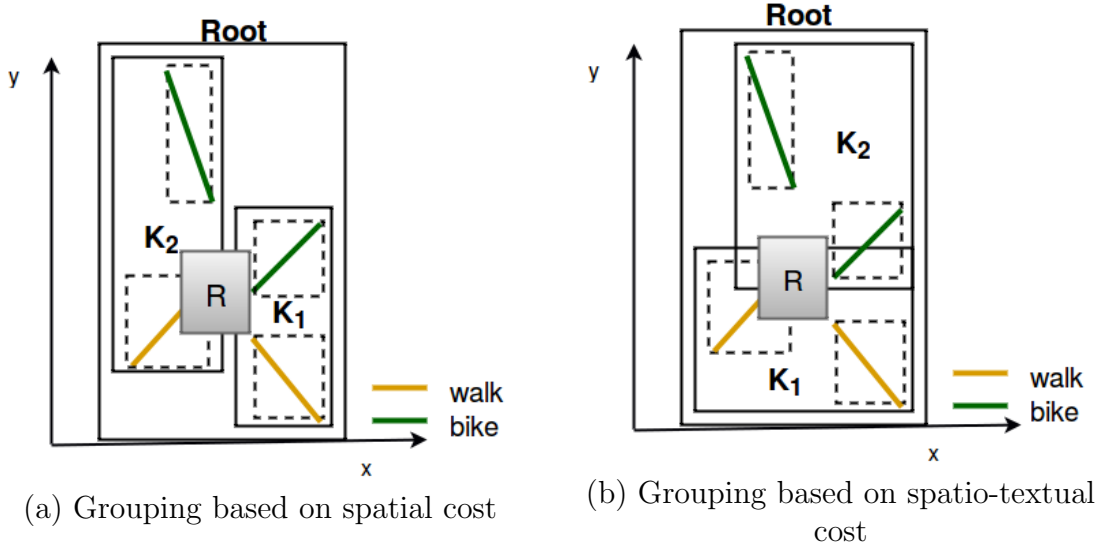 Root
y
K2
R
K1
walk
bike
x
(a) Grouping based on spatial cost
Root
y
K2
R
K1
walk
bike
x
(b) Grouping based on spatio-textual
cost